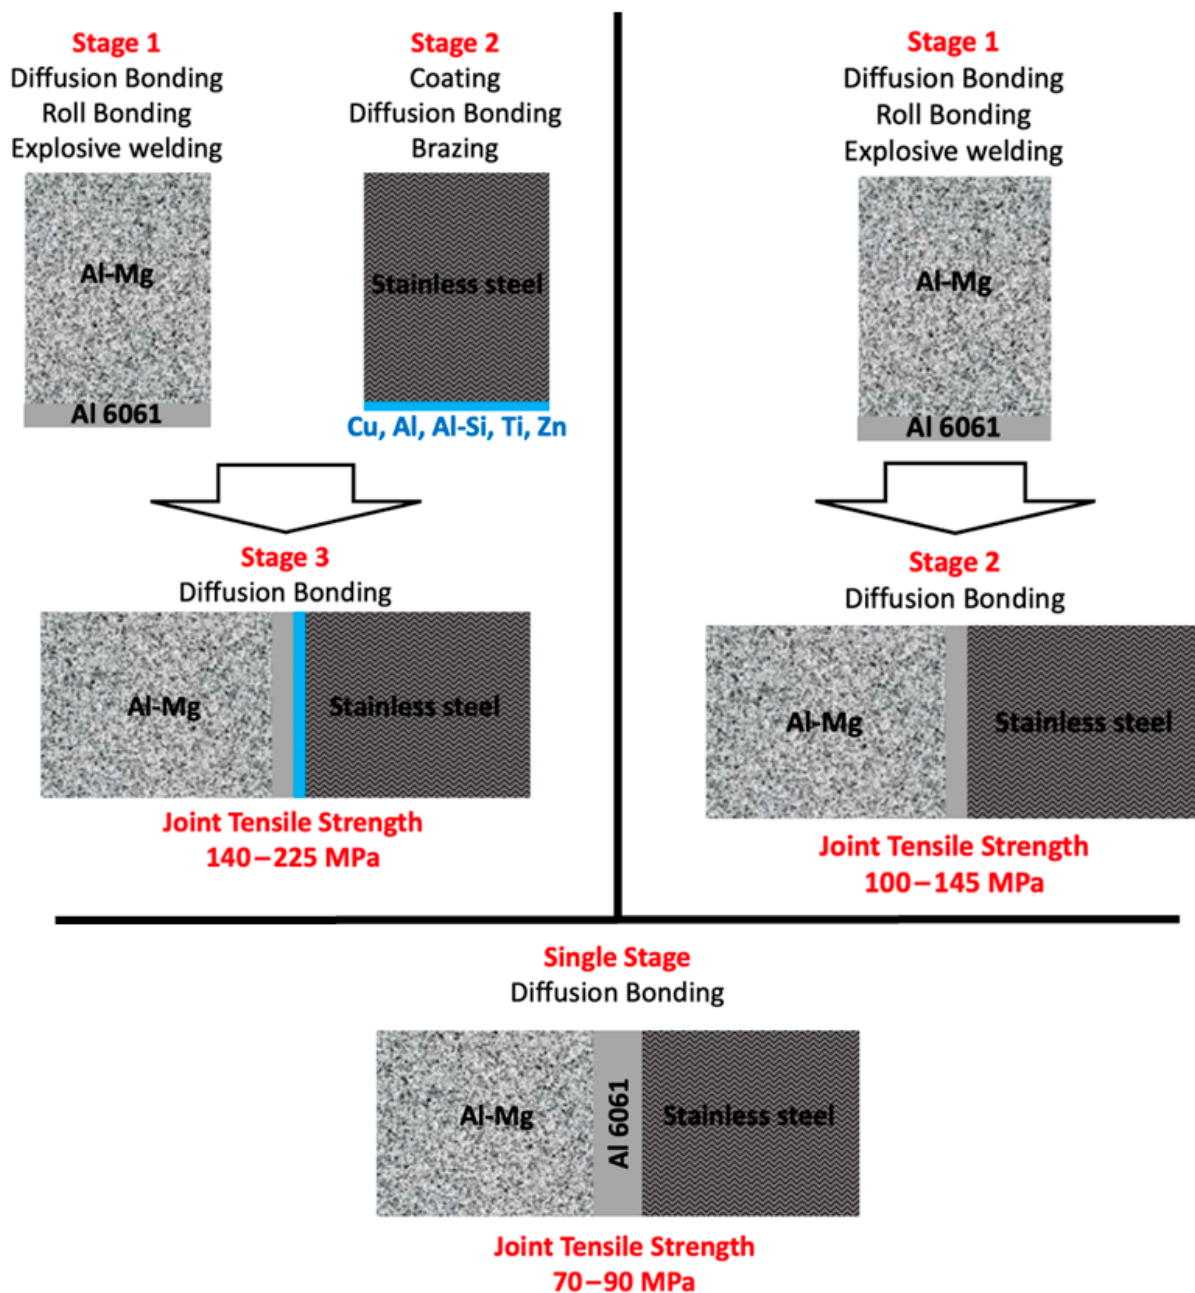 Stage 1
Diffusion Bonding
Roll Bonding
Explosive welding
Al-Mg
Al 6061
Stage 2
Coating
Diffusion Bonding
Brazing
Stainless steel
Cu, Al, Al-Si, Ti, Zn
Stage 3
Diffusion Bonding
Al-Mg
Stainless steel
Joint Tensile Strength
140–225 MPa
Stage 1
Diffusion Bonding
Roll Bonding
Explosive welding
Al-Mg
Al 6061
Stage 2
Diffusion Bonding
Al-Mg
Stainless steel
Joint Tensile Strength
100–145 MPa
Single Stage
Diffusion Bonding
Al-Mg
Al 6061
Stainless steel
Joint Tensile Strength
70–90 MPa